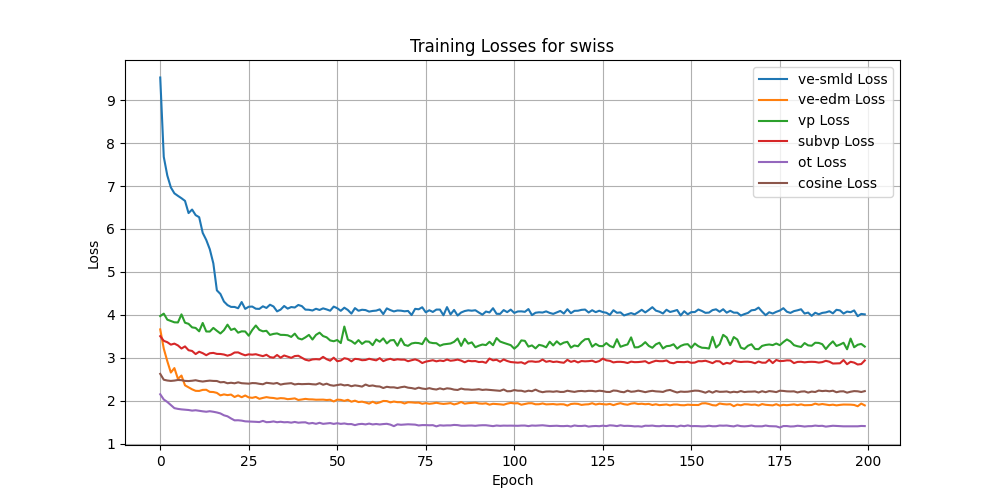 Training Losses for swiss
Loss
9
8
7
6
5
4
3
2
1
ve-smld Loss
ve-edm Loss
vp Loss
subvp Loss
ot Loss
cosine Loss
0 25 50 75 100 125 150 175 200
Epoch